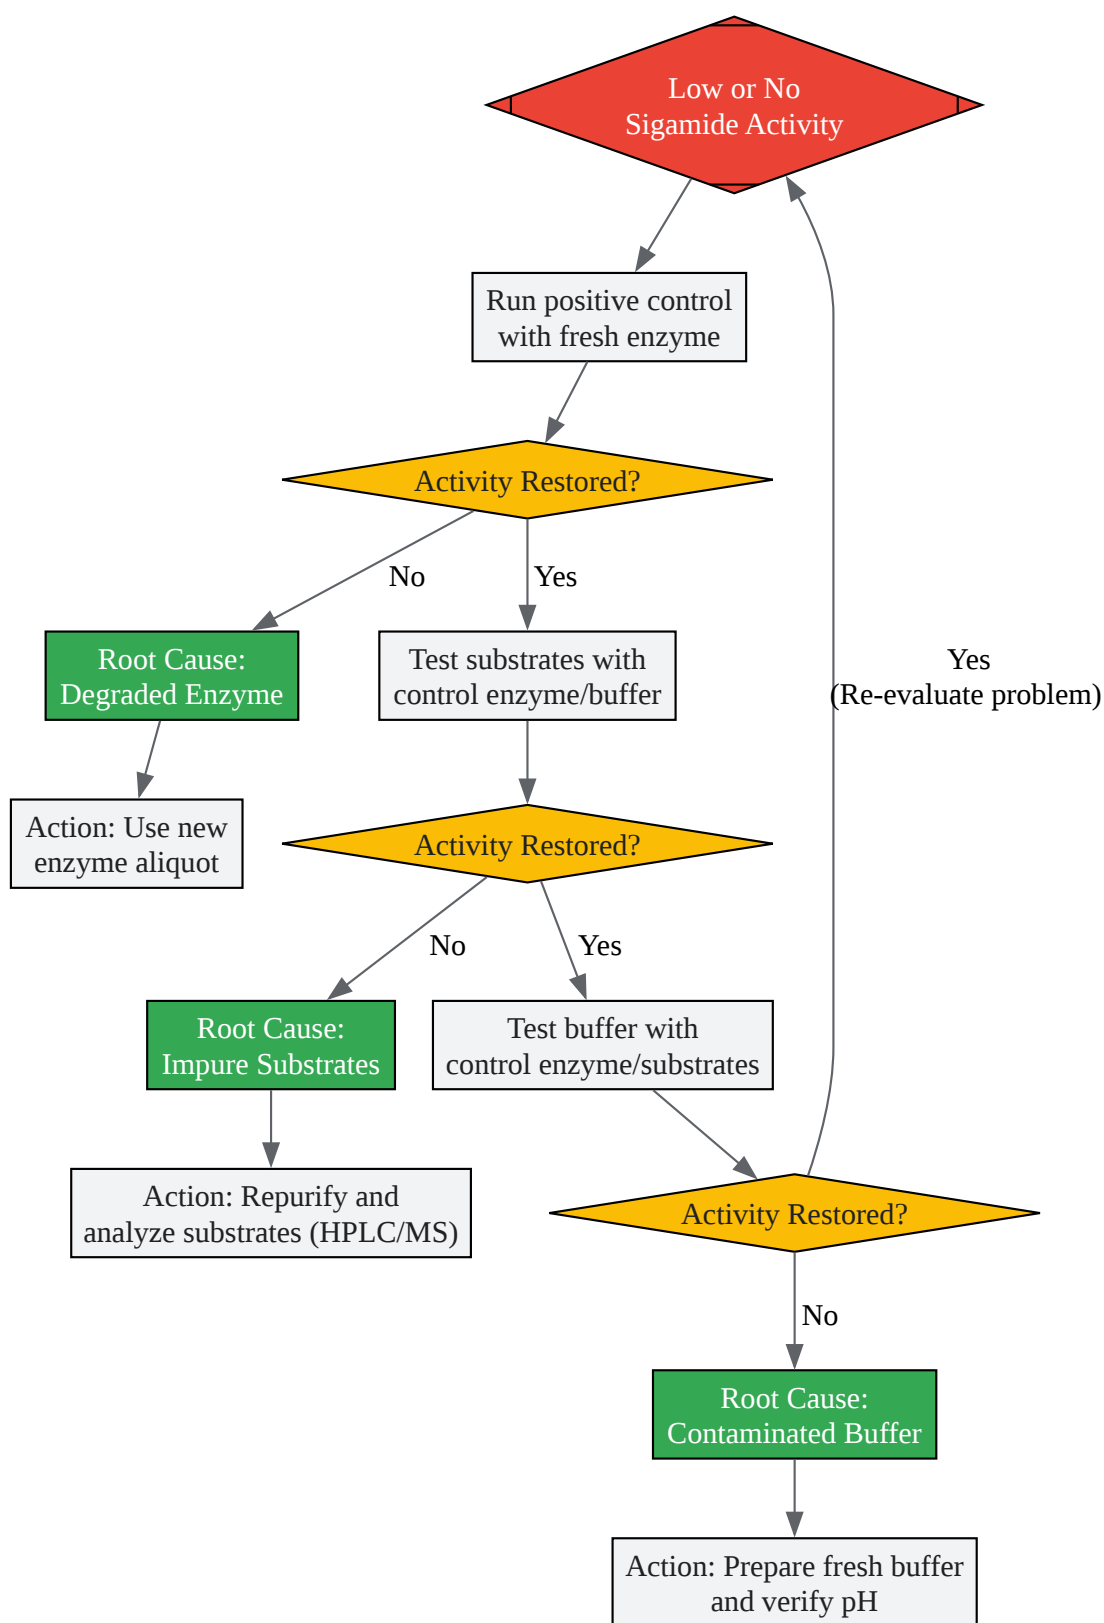 Low or No
Sigamide Activity
Run positive control
with fresh enzyme
Activity Restored?
No
Yes
Root Cause:
Degraded Enzyme
Test substrates with
control enzyme/buffer
Yes
(Re-evaluate problem)
Action: Use new
enzyme aliquot
Activity Restored?
No
Yes
Root Cause:
Impure Substrates
Test buffer with
control enzyme/substrates
Action: Repurify and
analyze substrates (HPLC/MS)
Activity Restored?
No
Root Cause:
Contaminated Buffer
Action: Prepare fresh buffer
and verify pH